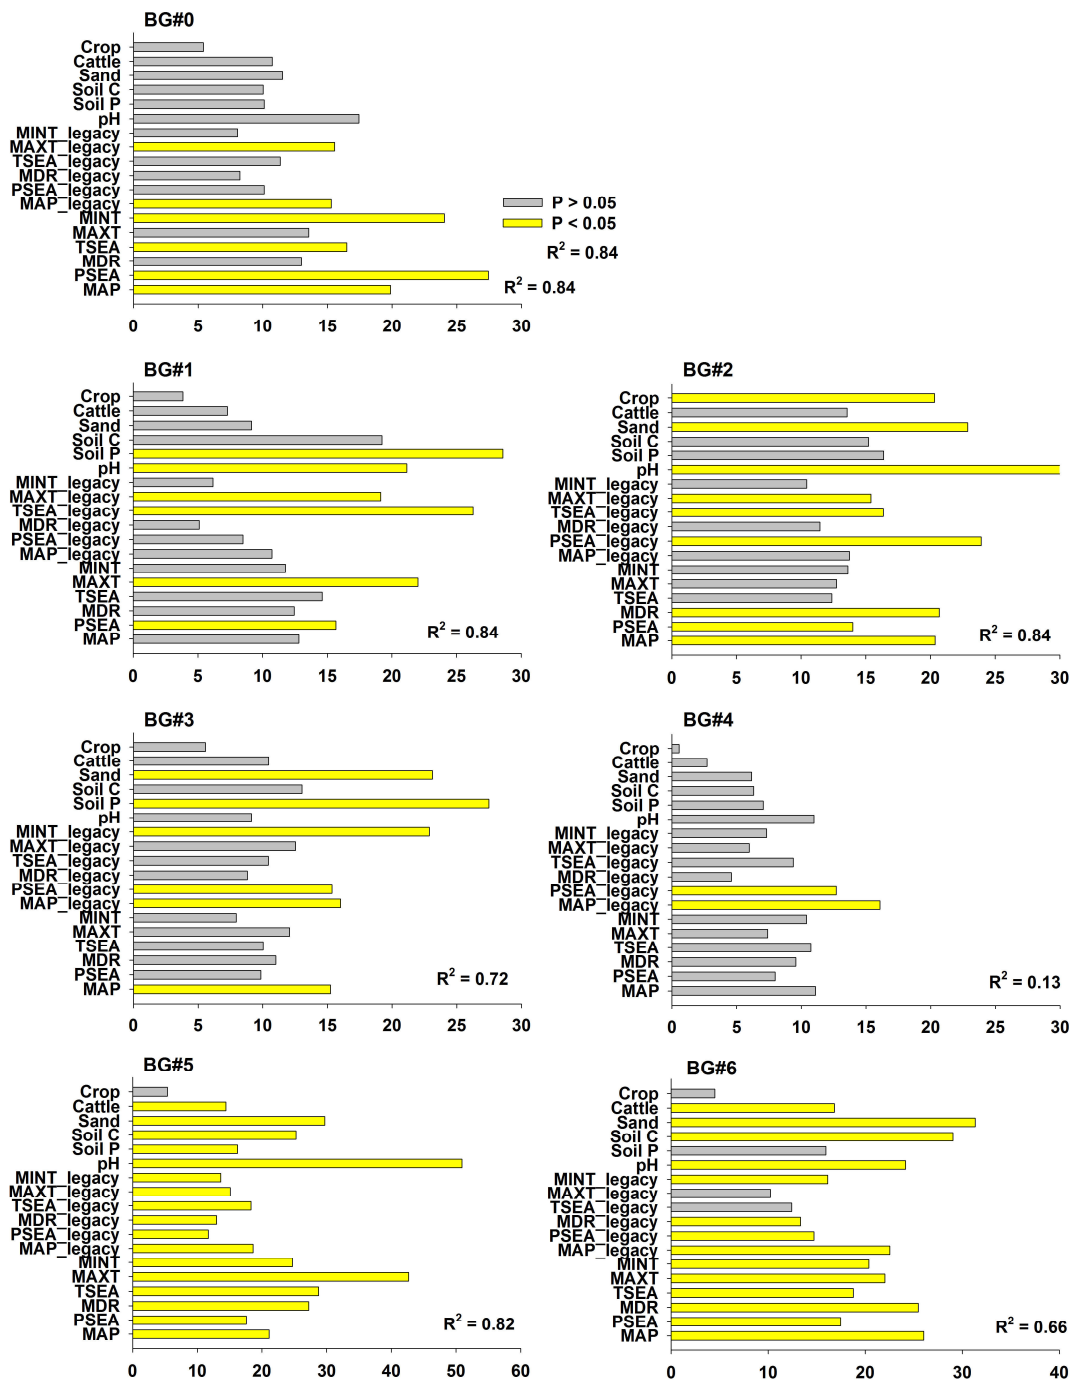 BG#0
Crop
Cattle
Sand
Soil C
Soil P
pH
MINT_legacy
MAXT_legacy
TSEA_legacy
MDR_legacy
PSEA_legacy
MAP_legacy
MINT
MAXT
TSEA
MDR
PSEA
MAP
P > 0.05
P < 0.05
R² = 0.84
R² = 0.84
0 5 10 15 20 25 30
BG#1
Crop
Cattle
Sand
Soil C
Soil P
pH
MINT_legacy
MAXT_legacy
TSEA_legacy
MDR_legacy
PSEA_legacy
MAP_legacy
MINT
MAXT
TSEA
MDR
PSEA
MAP
R² = 0.84
0 5 10 15 20 25 30
BG#2
Crop
Cattle
Sand
Soil C
Soil P
pH
MINT_legacy
MAXT_legacy
TSEA_legacy
MDR_legacy
PSEA_legacy
MAP_legacy
MINT
MAXT
TSEA
MDR
PSEA
MAP
R² = 0.84
0 5 10 15 20 25 30
BG#3
Crop
Cattle
Sand
Soil C
Soil P
pH
MINT_legacy
MAXT_legacy
TSEA_legacy
MDR_legacy
PSEA_legacy
MAP_legacy
MINT
MAXT
TSEA
MDR
PSEA
MAP
R² = 0.72
0 5 10 15 20 25 30
BG#4
Crop
Cattle
Sand
Soil C
Soil P
pH
MINT_legacy
MAXT_legacy
TSEA_legacy
MDR_legacy
PSEA_legacy
MAP_legacy
MINT
MAXT
TSEA
MDR
PSEA
MAP
R² = 0.13
0 5 10 15 20 25 30
BG#5
Crop
Cattle
Sand
Soil C
Soil P
pH
MINT_legacy
MAXT_legacy
TSEA_legacy
MDR_legacy
PSEA_legacy
MAP_legacy
MINT
MAXT
TSEA
MDR
PSEA
MAP
R² = 0.82
0 10 20 30 40 50 60
BG#6
Crop
Cattle
Sand
Soil C
Soil P
pH
MINT_legacy
MAXT_legacy
TSEA_legacy
MDR_legacy
PSEA_legacy
MAP_legacy
MINT
MAXT
TSEA
MDR
PSEA
MAP
R² = 0.66
0 10 20 30 40